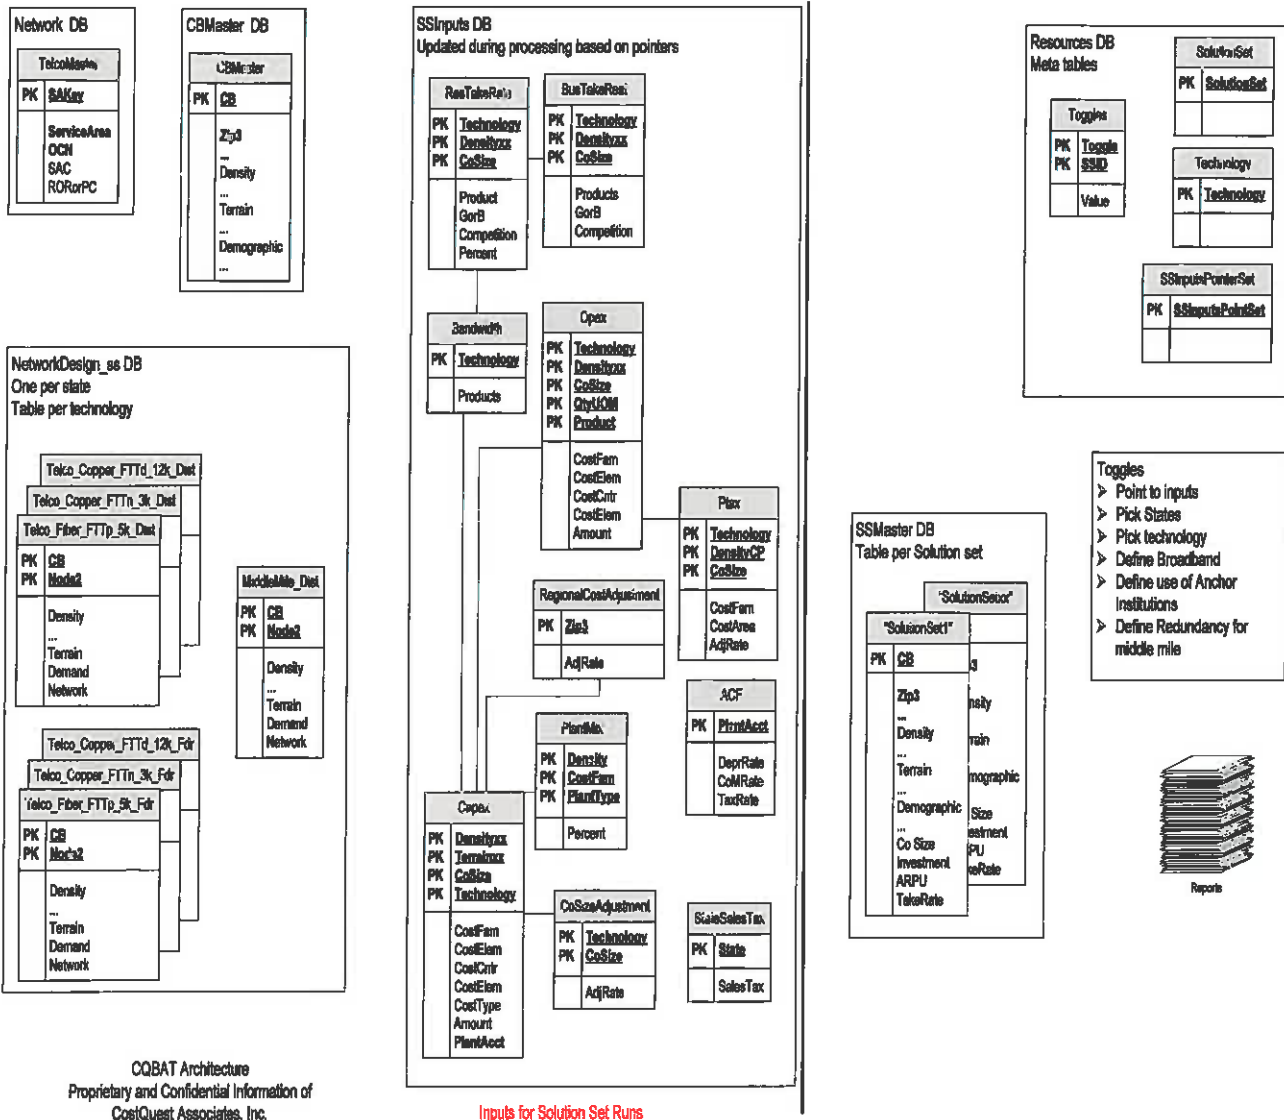 Network DB
TelcoMaster
PK SAKey
ServiceArea
OCN
SAC
RORorPC
CBMaster DB
CBMaster
PK CB
Zip3
...
Density
...
Terrain
...
Demographic
...
NetworkDesign_ss DB
One per state
Table per technology
Telco_Copper_FTTd_12k_Dist
Telco_Copper_FTTn_3k_Dist
Telco_Fiber_FTTp_5k_Dist
PK CB
PK Node2
Density
...
Terrain
Demand
Network
MiddleMile_Dist
PK CB
PK Node2
Density
...
Terrain
Demand
Network
Telco_Copper_FTTd_12k_Fdr
Telco_Copper_FTTn_3k_Fdr
Telco_Fiber_FTTp_5k_Fdr
PK CB
PK Node2
Density
...
Terrain
Demand
Network
CQBAT Architecture
Proprietary and Confidential Information of
CostQuest Associates, Inc.
SSInputs DB
Updated during processing based on pointers
ResTakeRate
PK Technology
PK Densityxx
PK CoSize
Product
GorB
Competition
Percent
BusTakeRest
PK Technology
PK Densityxx
PK CoSize
Products
GorB
Competition
Bandwidth
PK Technology
Products
Opex
PK Technology
PK Densityxx
PK CoSize
PK QtyUOM
PK Product
CostFam
CostElem
CostCntr
CostElem
Amount
Ptax
PK Technology
PK DensityCP
PK CoSize
CostFam
CostArea
AdjRate
RegionalCostAdjustment
PK Zip3
AdjRate
ACF
PK PlantAcct
DeprRate
CoMRate
TaxRate
PlantMix
PK Density
PK CostFam
PK PlantType
Percent
Capex
PK Densityxx
PK Terrainxx
PK CoSize
PK Technology
CostFam
CostElem
CostCntr
CostElem
CostType
Amount
PlantAcct
CoSizeAdjustment
PK Technology
PK CoSize
AdjRate
StateSalesTax
PK State
SalesTax
Inputs for Solution Set Runs
Resources DB
Meta tables
SolutionSet
PK SolutionSet
Toggles
PK Toggle
PK SSID
Value
Technology
PK Technology
SSInputsPointerSet
PK SSInputsPointSet
Toggles
➢ Point to inputs
➢ Pick States
➢ Pick technology
➢ Define Broadband
➢ Define use of Anchor
Institutions
➢ Define Redundancy for
middle mile
SSMaster DB
Table per Solution set
"SolutionSetxx"
"SolutionSet1"
PK CB
Zip3
...
Density
...
Terrain
...
Demographic
...
Co Size
Investment
ARPU
TakeRate
Reports